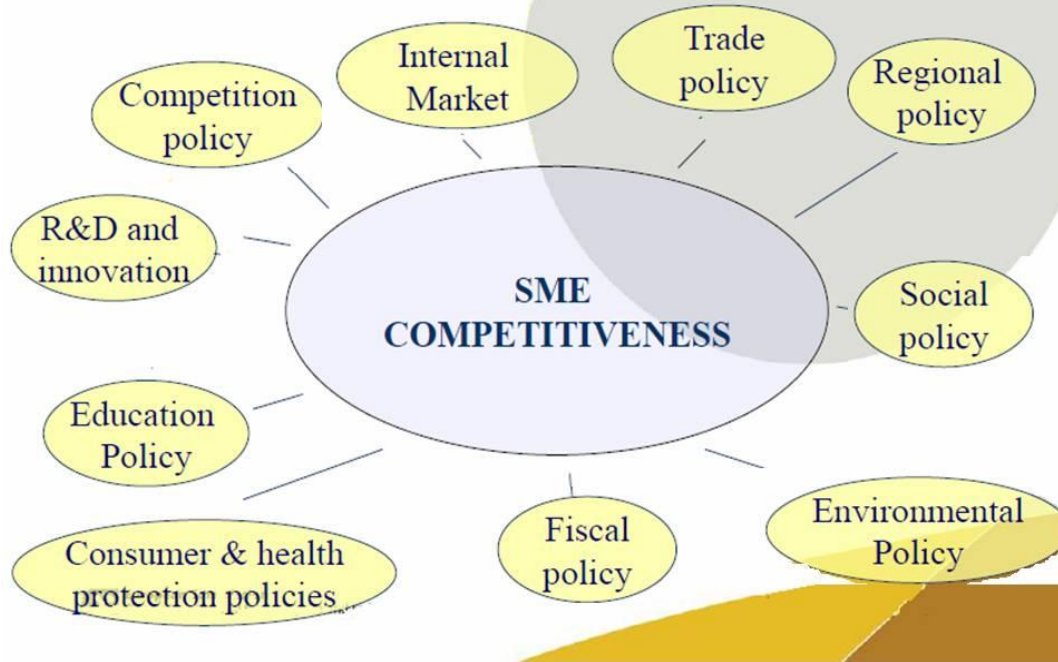 Internal
Market
Trade
policy
Competition
policy
Regional
policy
R&D and
innovation
SME
COMPETITIVENESS
Social
policy
Education
Policy
Consumer & health
protection policies
Fiscal
policy
Environmental
Policy